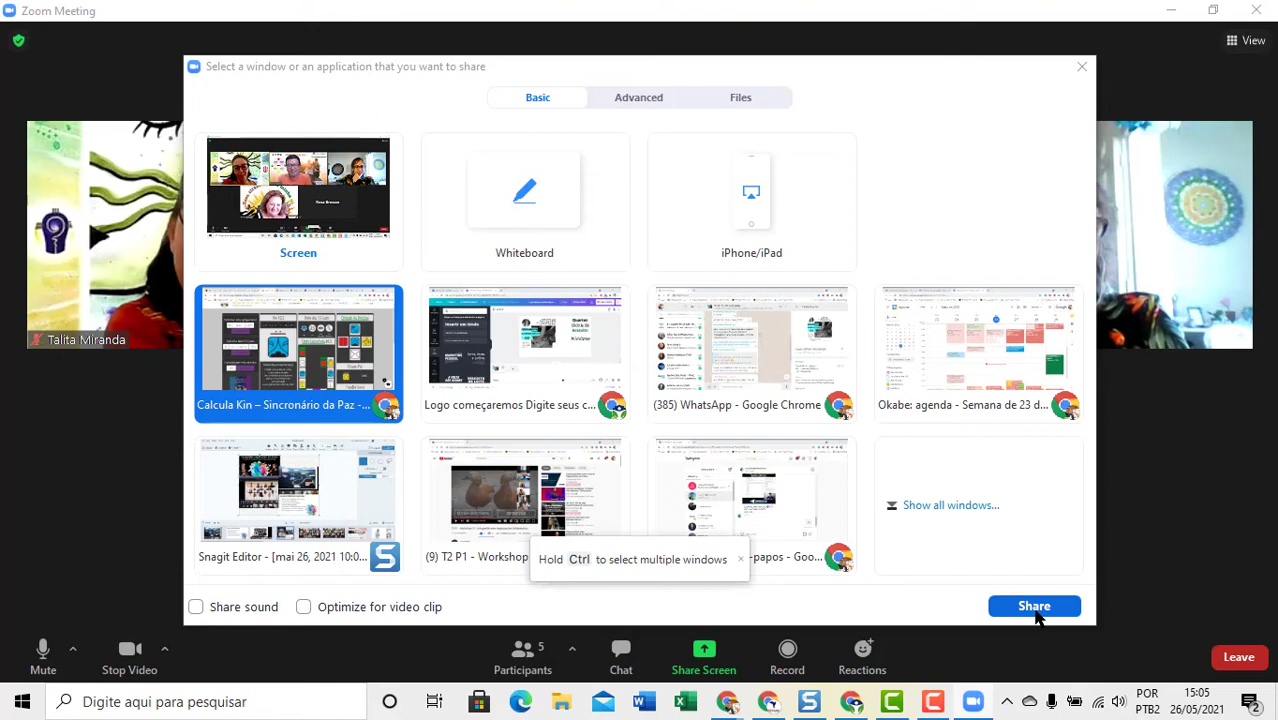 Zoom Meeting
View
Select a window or an application that you want to share
Basic
Advanced
Files
Screen
Whiteboard
iPhone/iPad
alita Miranda
Calcula Kin – Sincronário da Paz -...
Logo começaremos Digite seus c...
(385) WhatsApp - Google Chrome
Okabe: agenda - Semana de 23 d...
Show all windows...
Snagit Editor - [mai 26, 2021 10:0...
(9) T2 P1 - Workshop
-papos - Goo...
Hold Ctrl to select multiple windows
Share sound
Optimize for video clip
Share
Mute
Stop Video
5
Participants
Chat
Share Screen
Record
Reactions
Leave
Digite aqui para pesquisar
POR
PTB2
15:05
26/05/2021
2